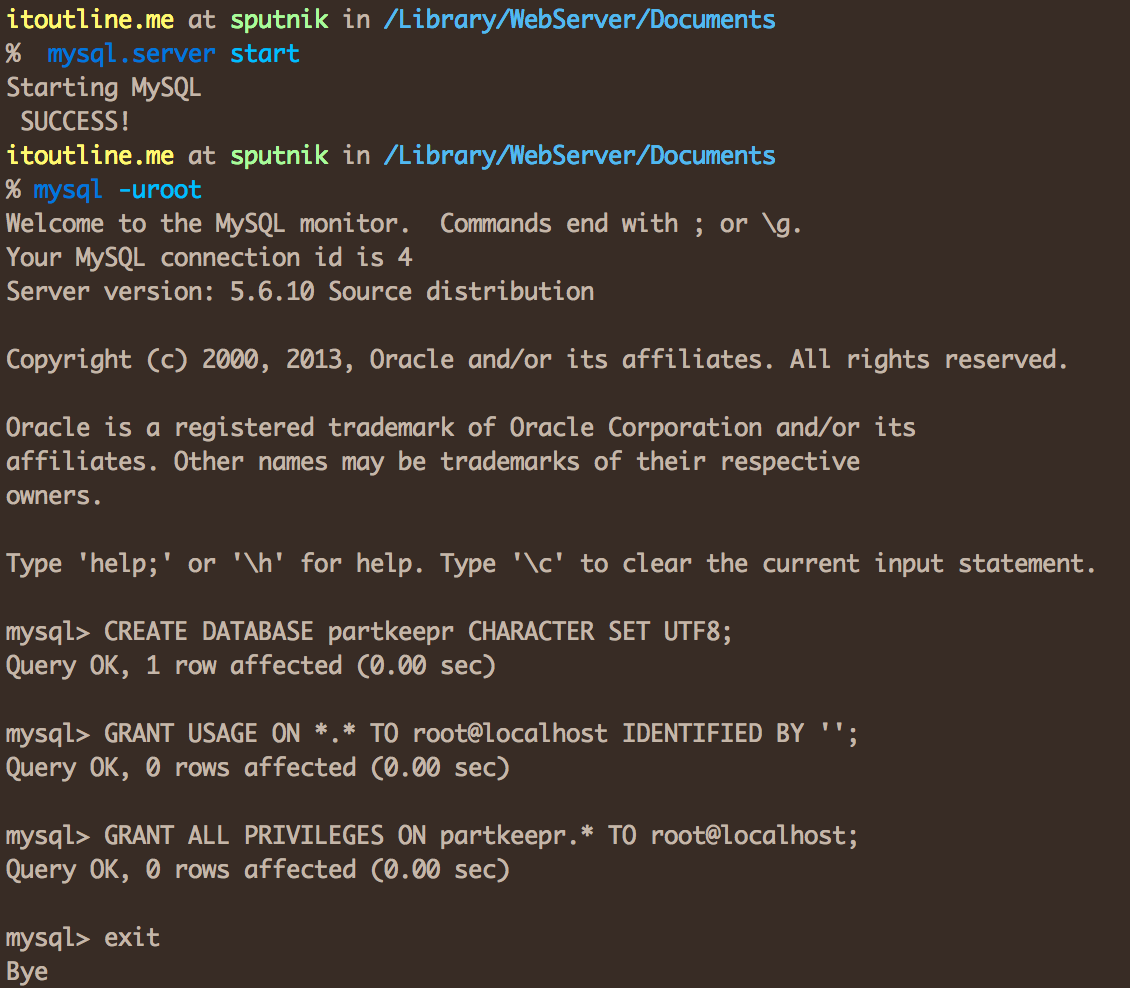 itoutline.me at sputnik in /Library/WebServer/Documents
%  mysql.server start
Starting MySQL
 SUCCESS!
itoutline.me at sputnik in /Library/WebServer/Documents
% mysql -uroot
Welcome to the MySQL monitor.  Commands end with ; or \g.
Your MySQL connection id is 4
Server version: 5.6.10 Source distribution

Copyright (c) 2000, 2013, Oracle and/or its affiliates. All rights reserved.

Oracle is a registered trademark of Oracle Corporation and/or its
affiliates. Other names may be trademarks of their respective
owners.

Type 'help;' or '\h' for help. Type '\c' to clear the current input statement.

mysql> CREATE DATABASE partkeepr CHARACTER SET UTF8;
Query OK, 1 row affected (0.00 sec)

mysql> GRANT USAGE ON *.* TO root@localhost IDENTIFIED BY '';
Query OK, 0 rows affected (0.00 sec)

mysql> GRANT ALL PRIVILEGES ON partkeepr.* TO root@localhost;
Query OK, 0 rows affected (0.00 sec)

mysql> exit
Bye